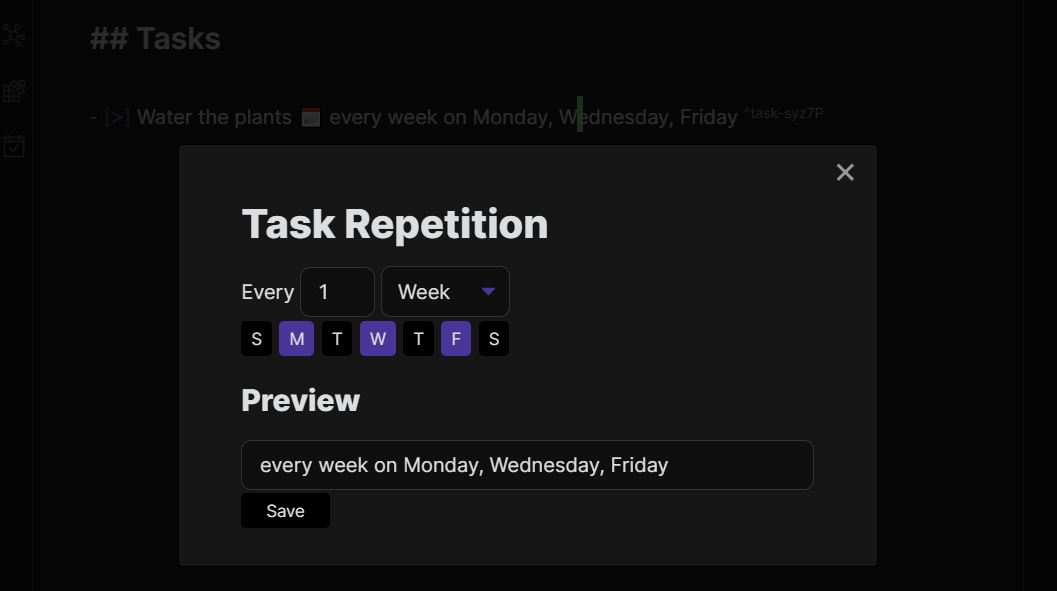 ## Tasks
- [>] Water the plants 📅 every week on Monday, Wednesday, Friday ^task-syz7P
Task Repetition
Every 1 Week
S M T W T F S
Preview
every week on Monday, Wednesday, Friday
Save